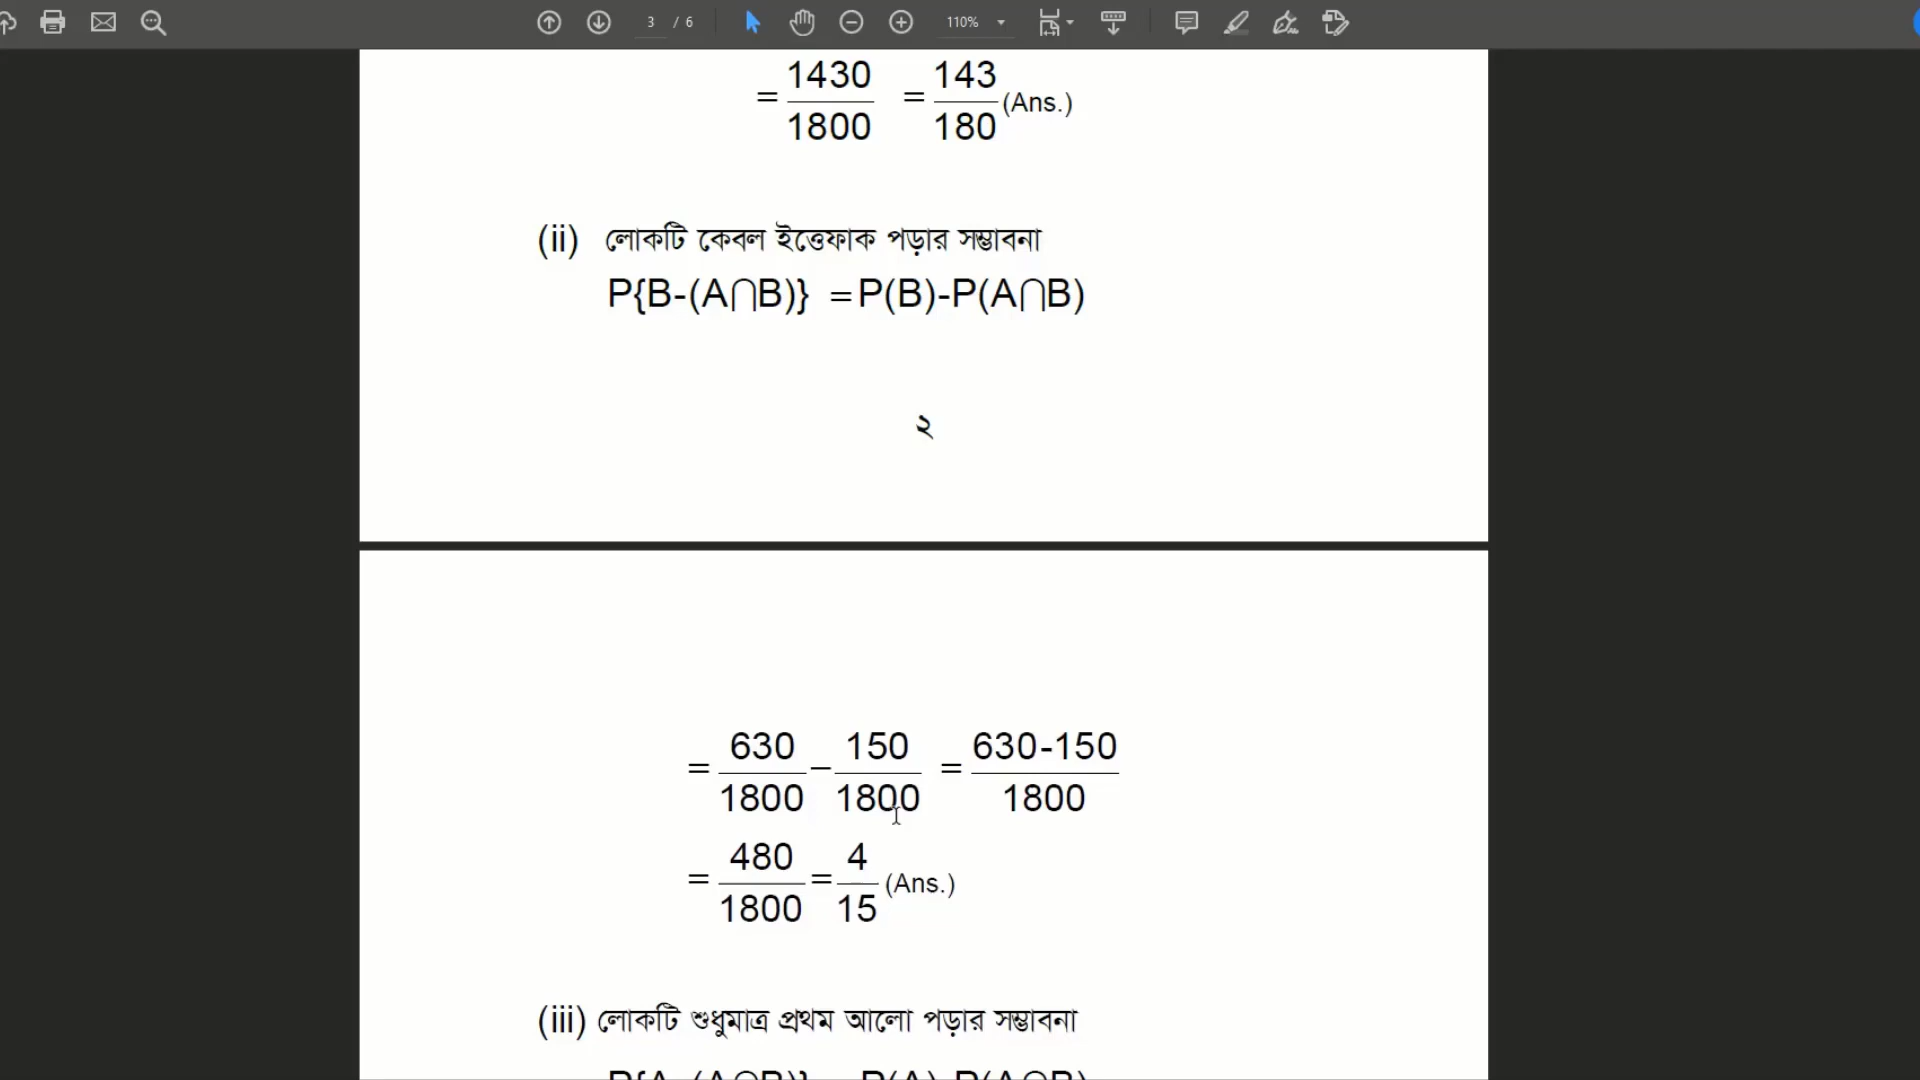 3 / 6
110%
= 1430/1800 = 143/180 (Ans.)
(ii) লোকটি কেবল ইত্তেফাক পড়ার সম্ভাবনা
P{B-(A∩B)} =P(B)-P(A∩B)
২
= 630/1800 − 150/1800 = 630-150/1800
= 480/1800 = 4/15 (Ans.)
(iii) লোকটি শুধুমাত্র প্রথম আলো পড়ার সম্ভাবনা
P{A-(A∩B)} =P(A)-P(A∩B)